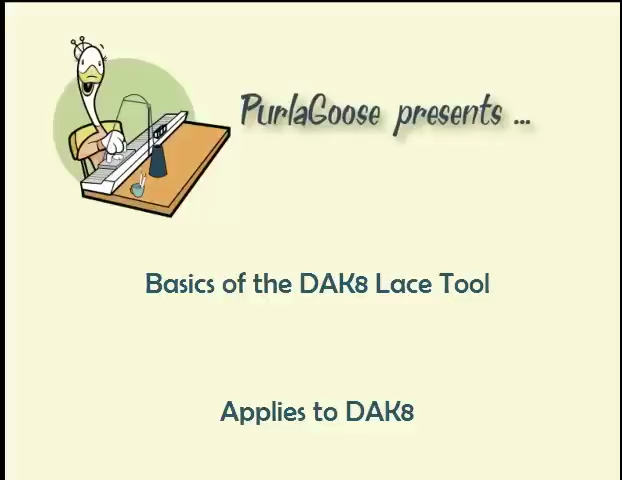 PurlaGoose presents ...
Basics of the DAK8 Lace Tool
Applies to DAK8